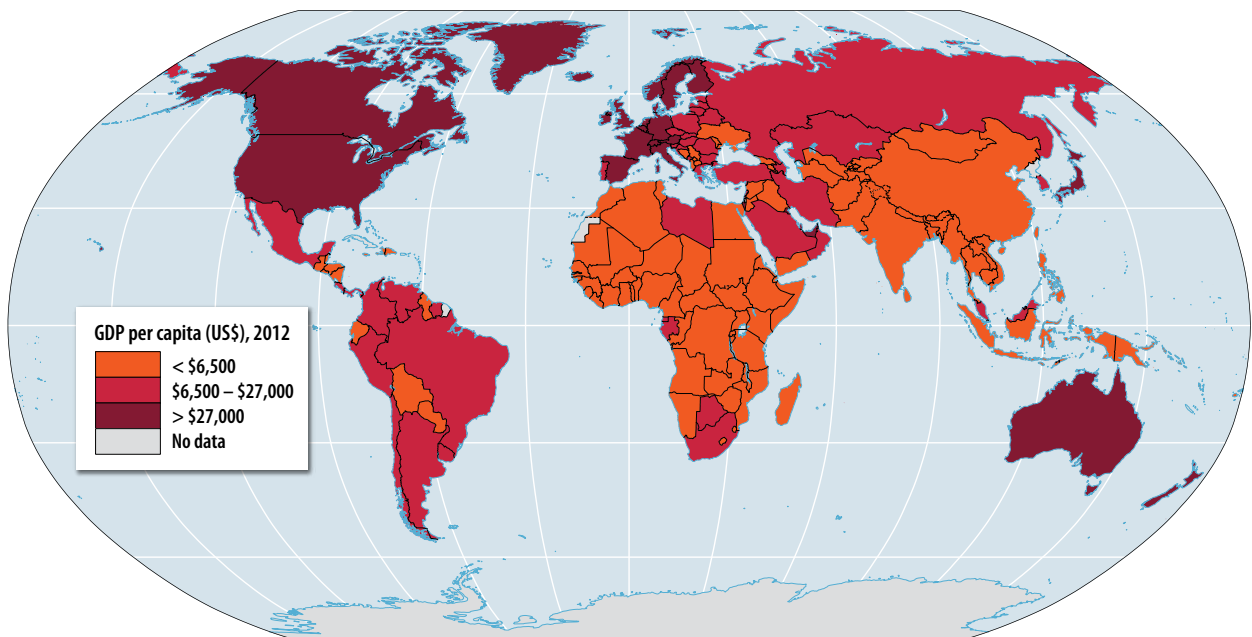 GDP per capita (US$), 2012
< $6,500
$6,500 – $27,000
> $27,000
No data